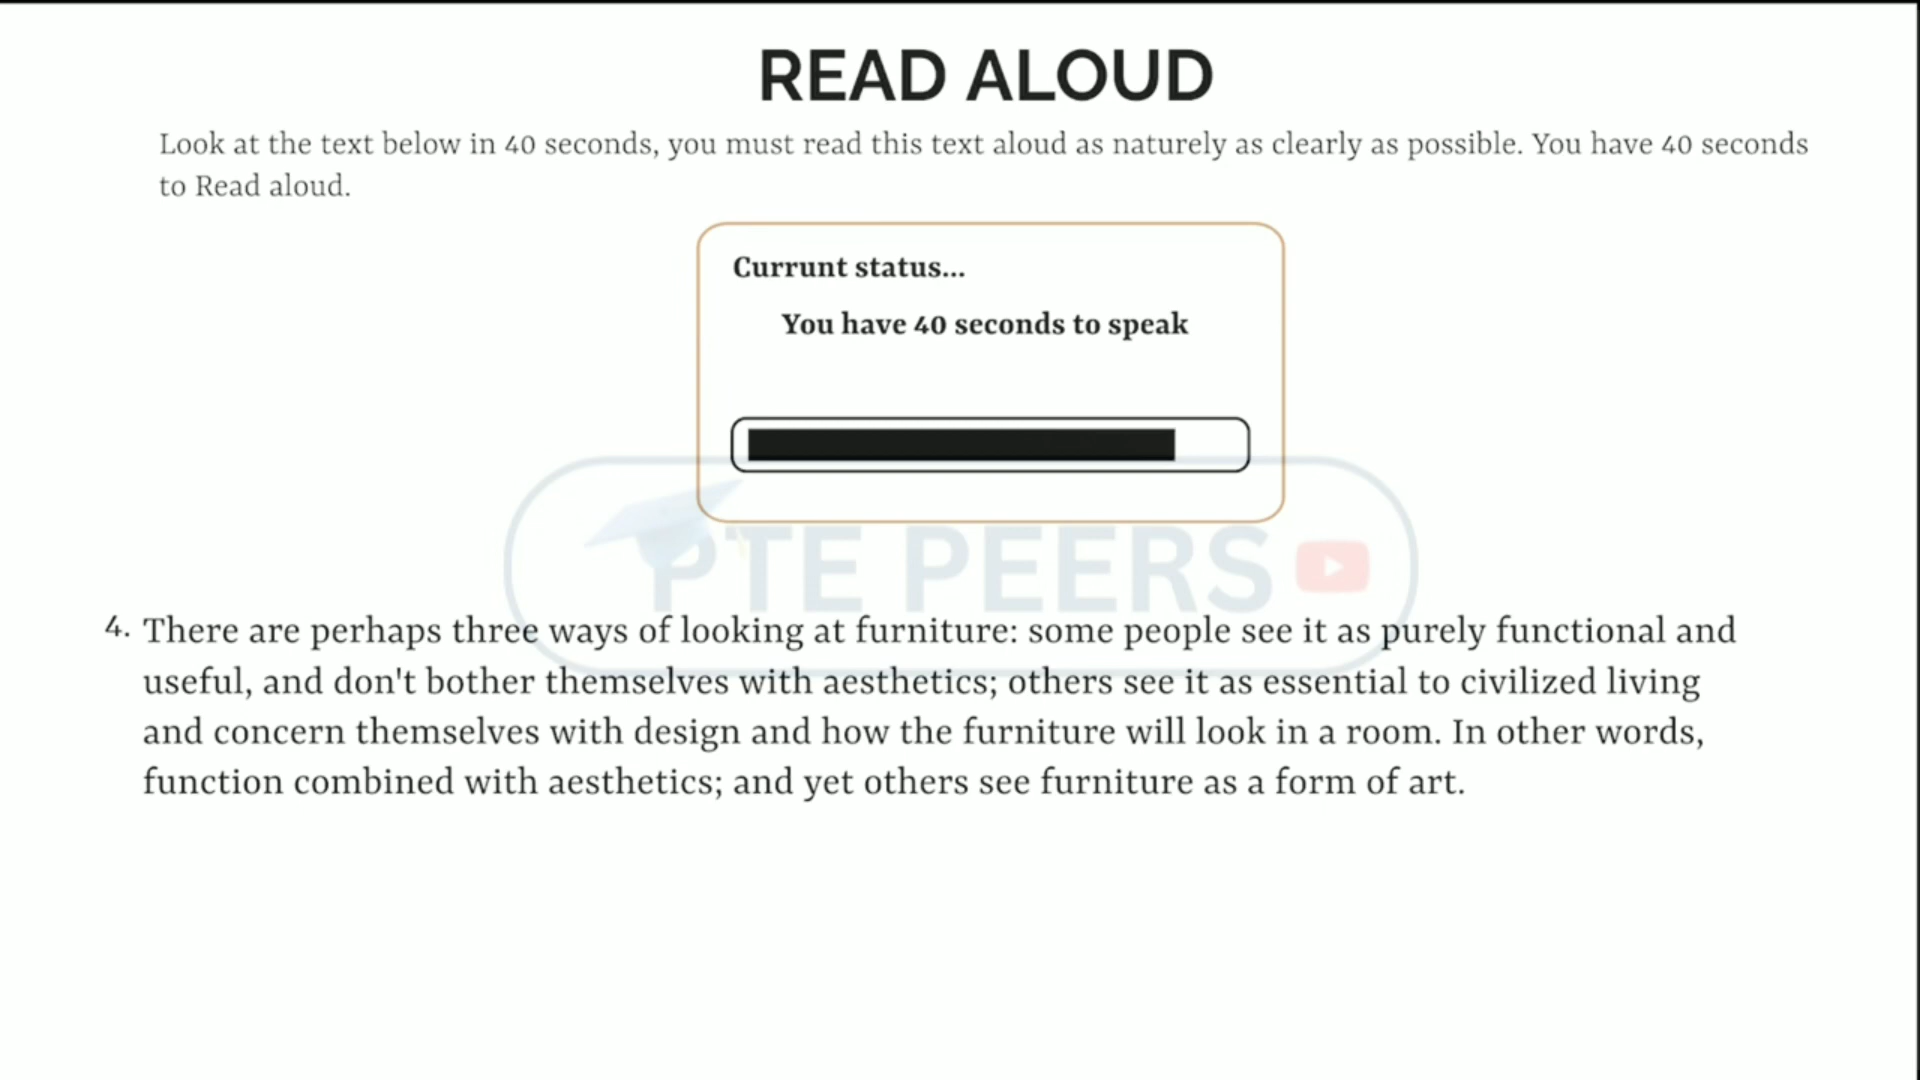 READ ALOUD
Look at the text below in 40 seconds, you must read this text aloud as naturely as clearly as possible. You have 40 seconds
to Read aloud.
Currunt status...
You have 40 seconds to speak
PTE PEERS
4. There are perhaps three ways of looking at furniture: some people see it as purely functional and
useful, and don't bother themselves with aesthetics; others see it as essential to civilized living
and concern themselves with design and how the furniture will look in a room. In other words,
function combined with aesthetics; and yet others see furniture as a form of art.